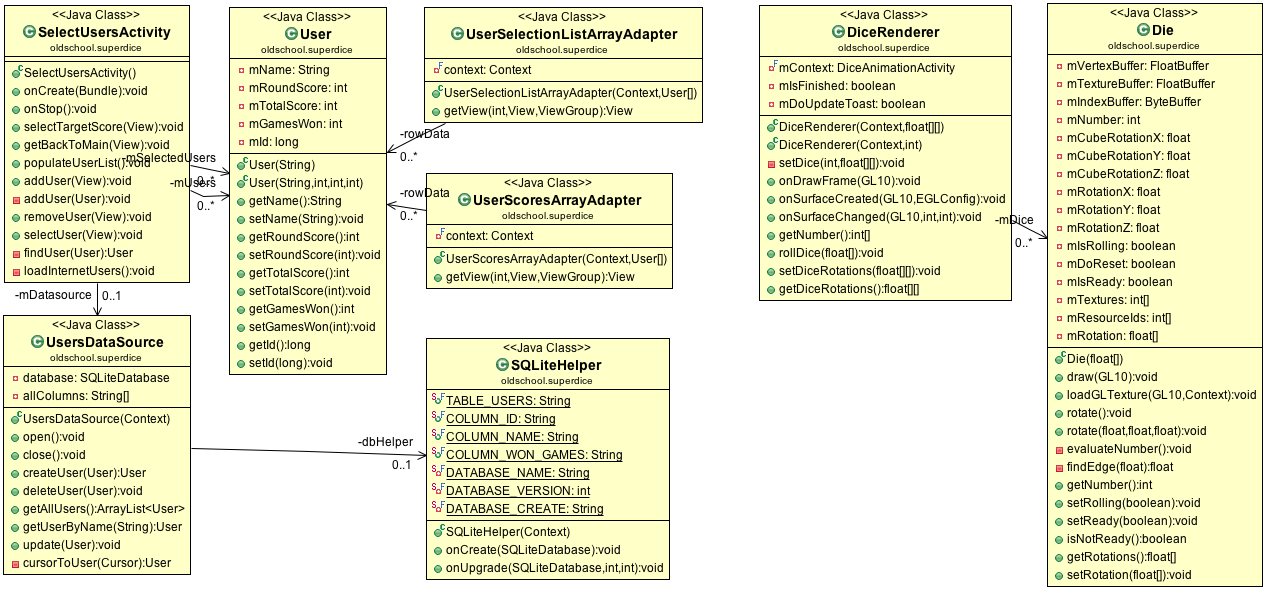 <<Java Class>>
SelectUsersActivity
oldschool.superdice
SelectUsersActivity()
onCreate(Bundle):void
onStop():void
selectTargetScore(View):void
getBackToMain(View):void
populateUserList():void
addUser(View):void
addUser(User):void
removeUser(View):void
selectUser(View):void
findUser(User):User
loadInternetUsers():void
-mSelectedUsers
0..*
-mUsers
0..*
-mDatasource
0..1
<<Java Class>>
User
oldschool.superdice
mName: String
mRoundScore: int
mTotalScore: int
mGamesWon: int
mId: long
User(String)
User(String,int,int,int)
getName():String
setName(String):void
getRoundScore():int
setRoundScore(int):void
getTotalScore():int
setTotalScore(int):void
getGamesWon():int
setGamesWon(int):void
getId():long
setId(long):void
<<Java Class>>
UserSelectionListArrayAdapter
oldschool.superdice
context: Context
UserSelectionListArrayAdapter(Context,User[])
getView(int,View,ViewGroup):View
-rowData
0..*
<<Java Class>>
UserScoresArrayAdapter
oldschool.superdice
context: Context
UserScoresArrayAdapter(Context,User[])
getView(int,View,ViewGroup):View
-rowData
0..*
<<Java Class>>
UsersDataSource
oldschool.superdice
database: SQLiteDatabase
allColumns: String[]
UsersDataSource(Context)
open():void
close():void
createUser(User):User
deleteUser(User):void
getAllUsers():ArrayList<User>
getUserByName(String):User
update(User):void
cursorToUser(Cursor):User
-dbHelper
0..1
<<Java Class>>
SQLiteHelper
oldschool.superdice
TABLE_USERS: String
COLUMN_ID: String
COLUMN_NAME: String
COLUMN_WON_GAMES: String
DATABASE_NAME: String
DATABASE_VERSION: int
DATABASE_CREATE: String
SQLiteHelper(Context)
onCreate(SQLiteDatabase):void
onUpgrade(SQLiteDatabase,int,int):void
<<Java Class>>
DiceRenderer
oldschool.superdice
mContext: DiceAnimationActivity
mIsFinished: boolean
mDoUpdateToast: boolean
DiceRenderer(Context,float[][])
DiceRenderer(Context,int)
setDice(int,float[][]):void
onDrawFrame(GL10):void
onSurfaceCreated(GL10,EGLConfig):void
onSurfaceChanged(GL10,int,int):void
getNumber():int[]
rollDice(float[]):void
setDiceRotations(float[][]):void
getDiceRotations():float[][]
-mDice
0..*
<<Java Class>>
Die
oldschool.superdice
mVertexBuffer: FloatBuffer
mTextureBuffer: FloatBuffer
mIndexBuffer: ByteBuffer
mNumber: int
mCubeRotationX: float
mCubeRotationY: float
mCubeRotationZ: float
mRotationX: float
mRotationY: float
mRotationZ: float
mIsRolling: boolean
mDoReset: boolean
mIsReady: boolean
mTextures: int[]
mResourceIds: int[]
mRotation: float[]
Die(float[])
draw(GL10):void
loadGLTexture(GL10,Context):void
rotate():void
rotate(float,float,float):void
evaluateNumber():void
findEdge(float):float
getNumber():int
setRolling(boolean):void
setReady(boolean):void
isNotReady():boolean
getRotations():float[]
setRotation(float[]):void